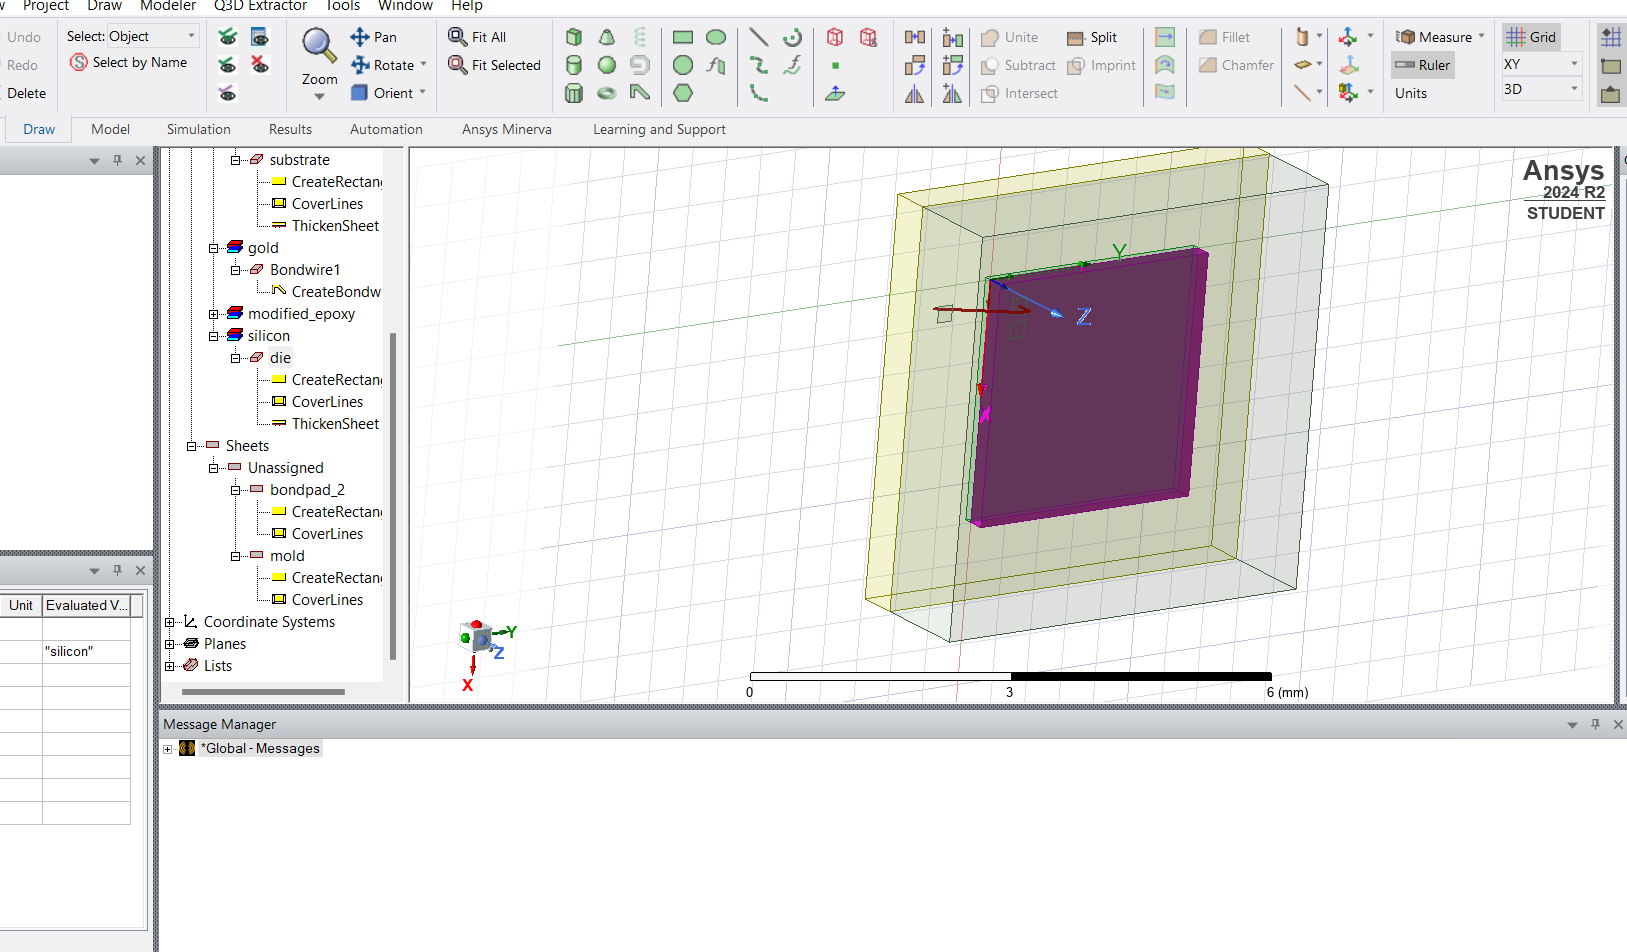 Project Draw Modeler Q3D Extractor Tools Window Help
Undo
Redo
Delete
Select: Object
Select by Name
Zoom
Pan
Rotate
Orient
Fit All
Fit Selected
Unite
Subtract
Intersect
Split
Imprint
Fillet
Chamfer
Measure
Ruler
Units
Grid
XY
3D
Draw Model Simulation Results Automation Ansys Minerva Learning and Support
substrate
CreateRectan
CoverLines
ThickenSheet
gold
Bondwire1
CreateBondw
modified_epoxy
silicon
die
CreateRectan
CoverLines
ThickenSheet
Sheets
Unassigned
bondpad_2
CreateRectan
CoverLines
mold
CreateRectan
CoverLines
Coordinate Systems
Planes
Lists
Unit Evaluated V...
"silicon"
Ansys
2024 R2
STUDENT
Y
Z
X
Y
Z
X
0 3 6 (mm)
Message Manager
*Global - Messages